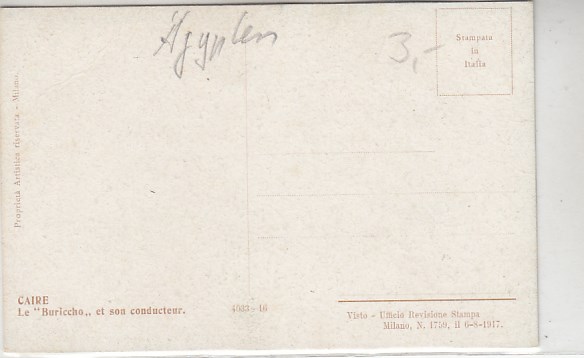 Ägypten
3,-
Stampata
in
Italia
Proprietà Artistica riservata - Milano.
CAIRE
Le "Buriccho„ et son conducteur.
4033 - 16
Visto - Ufficio Revisione Stampa
Milano, N. 1750, il 6-8-1917.